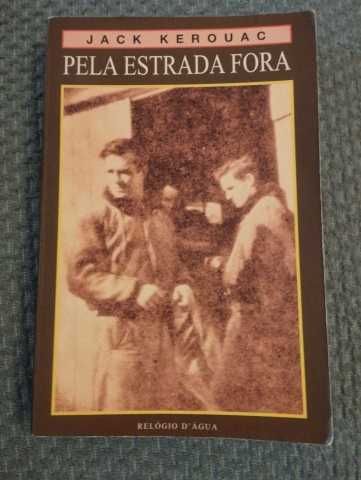 JACK KEROUAC
PELA ESTRADA FORA
RELÓGIO D'ÁGUA